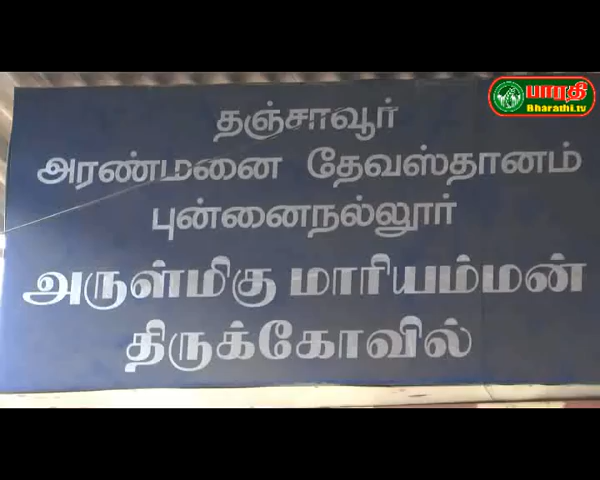 பாரதி
Bharathi.tv
தஞ்சாவூர்
அரண்மனை தேவஸ்தானம்
புன்னைநல்லூர்
அருள்மிகு மாரியம்மன்
திருக்கோவில்